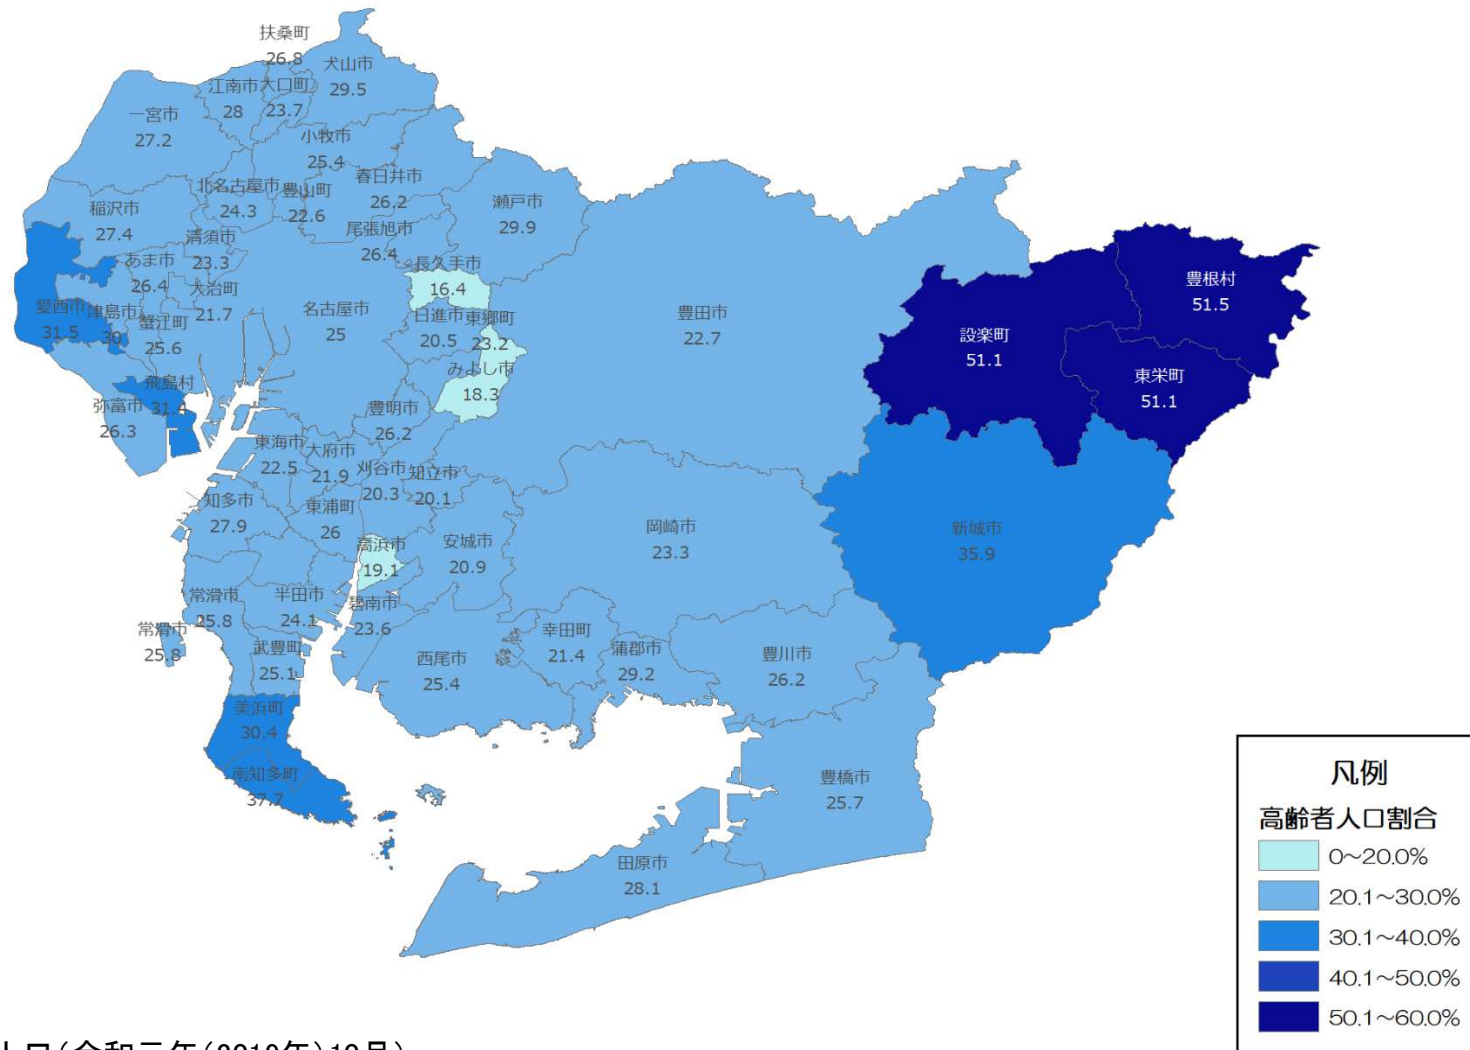 扶桑町
26.8
犬山市
29.5
江南市
28
大口町
23.7
一宮市
27.2
小牧市
25.4
北名古屋市
24.3
豊山町
22.6
春日井市
26.2
瀬戸市
29.9
稲沢市
27.4
清須市
23.3
尾張旭市
26.4
長久手市
16.4
あま市
26.4
大治町
21.7
名古屋市
25
愛西市
31.5
津島市
30
蟹江町
25.6
日進市
20.5
東郷町
23.2
みよし市
18.3
豊田市
22.7
豊根村
51.5
設楽町
51.1
東栄町
51.1
飛島村
31.4
弥富市
26.3
豊明市
26.2
東海市
22.5
大府市
21.9
刈谷市
20.3
知立市
20.1
知多市
27.9
東浦町
26
高浜市
19.1
安城市
20.9
岡崎市
23.3
新城市
35.9
常滑市
25.8
半田市
24.1
碧南市
23.6
常滑市
25.8
武豊町
25.1
西尾市
25.4
幸田町
21.4
蒲郡市
29.2
豊川市
26.2
美浜町
30.4
南知多町
37.7
豊橋市
25.7
田原市
28.1
凡例
高齢者人口割合
0～20.0%
20.1～30.0%
30.1～40.0%
40.1～50.0%
50.1～60.0%